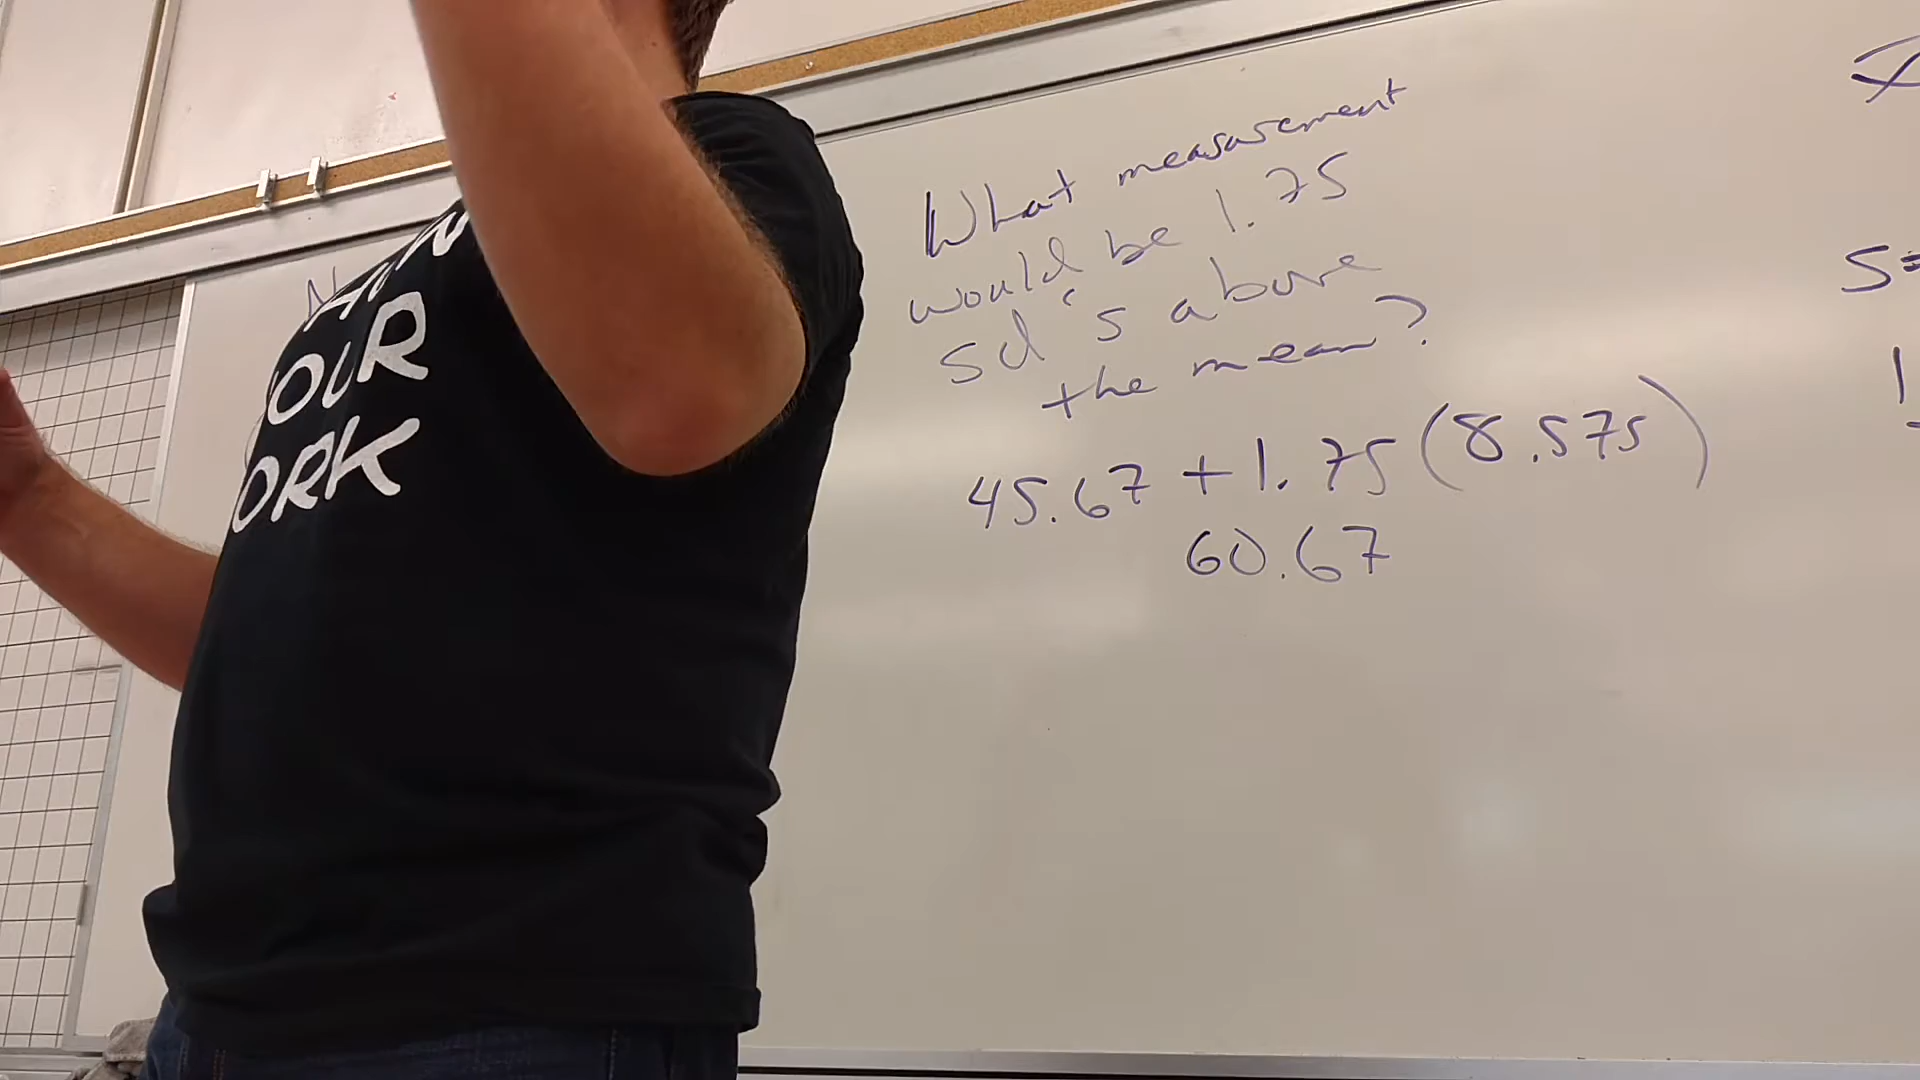 OUR
ORK
What measurement
would be 1.75
sd's above
the mean?
45.67 + 1.75 (8.575)
60.67
S=